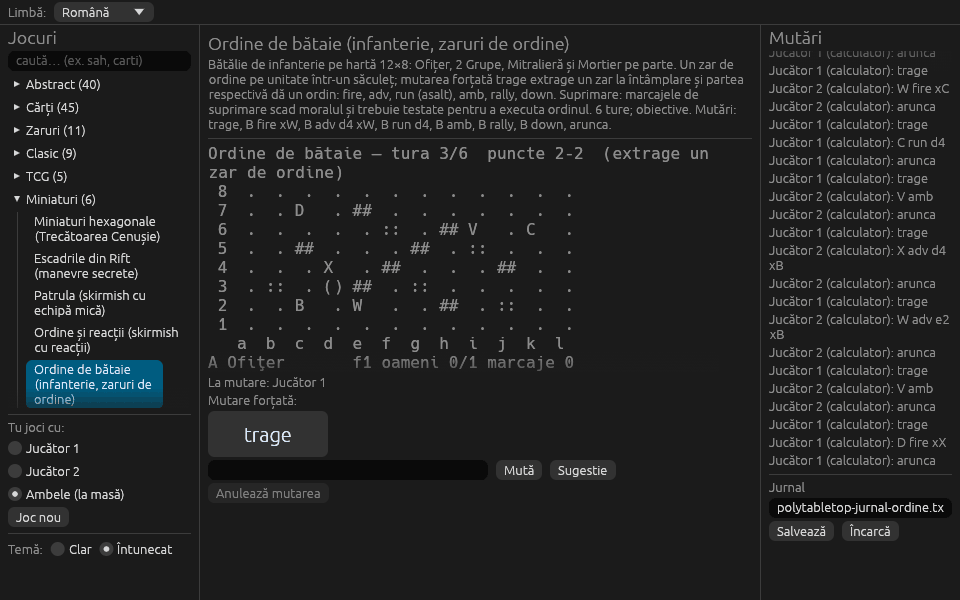 Limbă: Română
Jocuri
caută… (ex. sah, carti)
Abstract (40)
Cărți (45)
Zaruri (11)
Clasic (9)
TCG (5)
Miniaturi (6)
Miniaturi hexagonale
(Trecătoarea Cenușie)
Escadrile din Rift
(manevre secrete)
Patrula (skirmish cu
echipă mică)
Ordine și reacții (skirmish
cu reacții)
Ordine de bătaie
(infanterie, zaruri de
ordine)
Tu joci cu:
Jucător 1
Jucător 2
Ambele (la masă)
Joc nou
Temă: Clar Întunecat
Ordine de bătaie (infanterie, zaruri de ordine)
Bătălie de infanterie pe hartă 12×8: Ofițer, 2 Grupe, Mitralieră și Mortier pe parte. Un zar de
ordine pe unitate într-un săculeț; mutarea forțată trage extrage un zar la întâmplare și partea
respectivă dă un ordin: fire, adv, run (asalt), amb, rally, down. Suprimare: marcajele de
suprimare scad moralul și trebuie testate pentru a executa ordinul. 6 ture; obiective. Mutări:
trage, B fire xW, B adv d4 xW, B run d4, B amb, B rally, B down, arunca.
Ordine de bătaie — tura 3/6  puncte 2-2  (extrage un
zar de ordine)
8  .  .  .  .  .  .  .  .  .  .  .  .
7  .  .  D  .  ##  .  .  .  .  .  .  .
6  .  .  .  .  .  ::  .  ##  V  .  C  .
5  .  .  ##  .  .  .  ##  .  ::  .  .  .
4  .  .  .  X  .  ##  .  .  .  ##  .  .
3  .  ::  .  ()  ##  .  ::  .  .  .  .  .
2  .  .  B  .  W  .  .  ##  .  ::  .  .
1  .  .  .  .  .  .  .  .  .  .  .  .
a  b  c  d  e  f  g  h  i  j  k  l
A Ofițer       f1 oameni 0/1 marcaje 0
La mutare: Jucător 1
Mutare forțată:
trage
Mută Sugestie
Anulează mutarea
Mutări
Jucător 1 (calculator): arunca
Jucător 1 (calculator): trage
Jucător 2 (calculator): W fire xC
Jucător 2 (calculator): arunca
Jucător 1 (calculator): trage
Jucător 1 (calculator): C run d4
Jucător 1 (calculator): arunca
Jucător 1 (calculator): trage
Jucător 2 (calculator): V amb
Jucător 2 (calculator): arunca
Jucător 1 (calculator): trage
Jucător 2 (calculator): X adv d4
xB
Jucător 2 (calculator): arunca
Jucător 1 (calculator): trage
Jucător 2 (calculator): W adv e2
xB
Jucător 2 (calculator): arunca
Jucător 1 (calculator): trage
Jucător 2 (calculator): V amb
Jucător 2 (calculator): arunca
Jucător 1 (calculator): trage
Jucător 1 (calculator): D fire xX
Jucător 1 (calculator): arunca
Jurnal
polytabletop-jurnal-ordine.tx
Salvează Încarcă